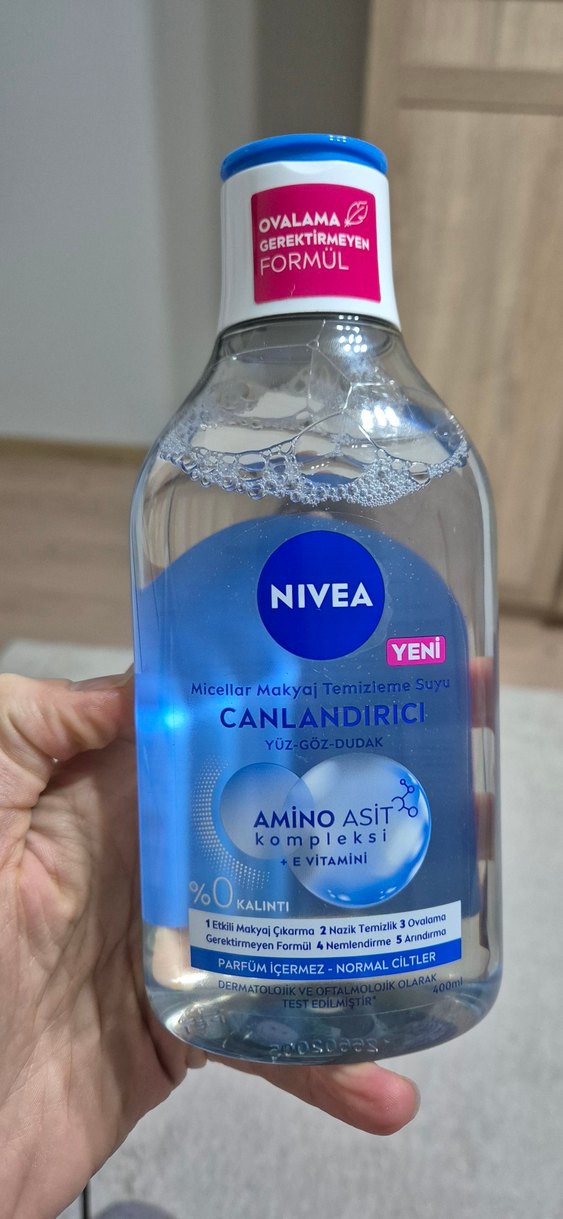 OVALAMA
GEREKTİRMEYEN
FORMÜL
NIVEA
YENİ
Micellar Makyaj Temizleme Suyu
CANLANDIRICI
YÜZ-GÖZ-DUDAK
AMİNO ASİT
kompleksi
+ E VİTAMİNİ
%0 KALINTI
1 Etkili Makyaj Çıkarma 2 Nazik Temizlik 3 Ovalama
Gerektirmeyen Formül 4 Nemlendirme 5 Arındırma
PARFÜM İÇERMEZ - NORMAL CİLTLER
DERMATOLOJİK VE OFTALMOLOJİK OLARAK
TEST EDİLMİŞTİR*
400ml